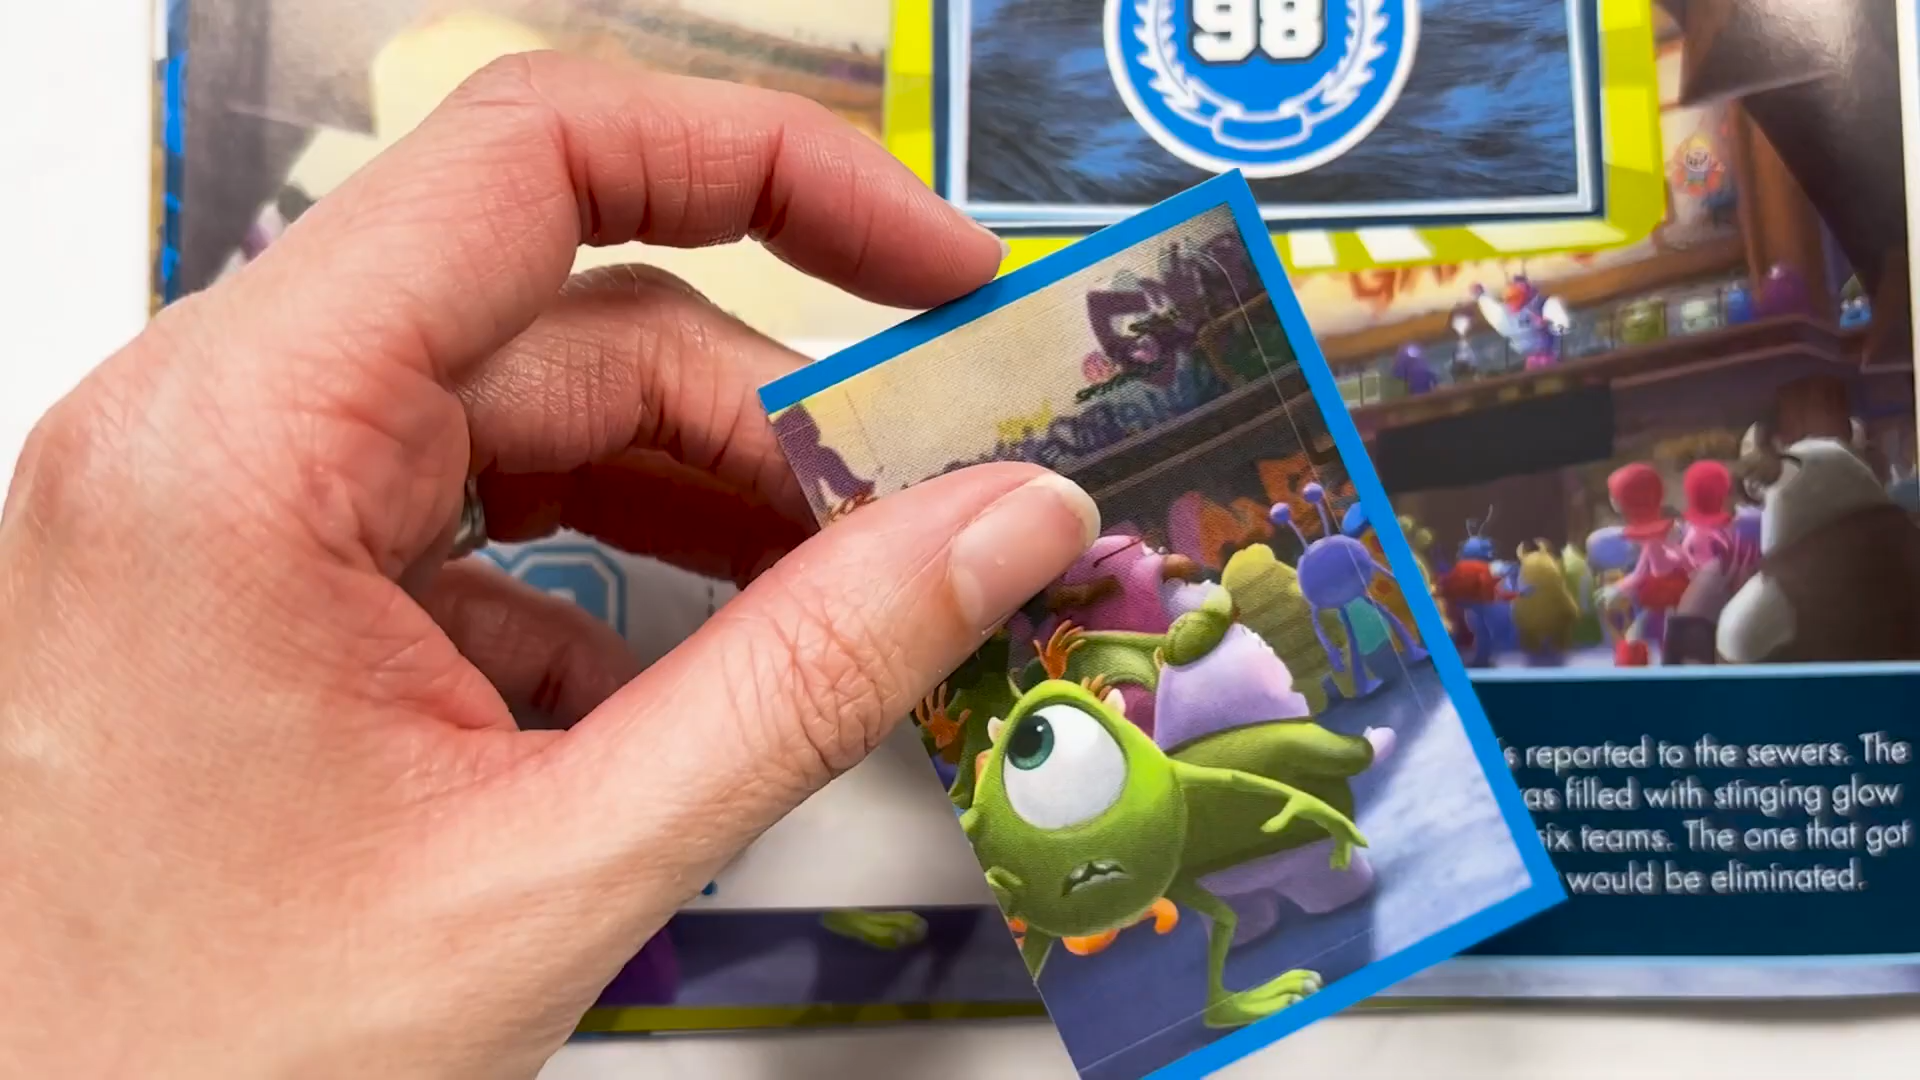 98
reported to the sewers. The
filled with stinging glow
six teams. The one that got
would be eliminated.